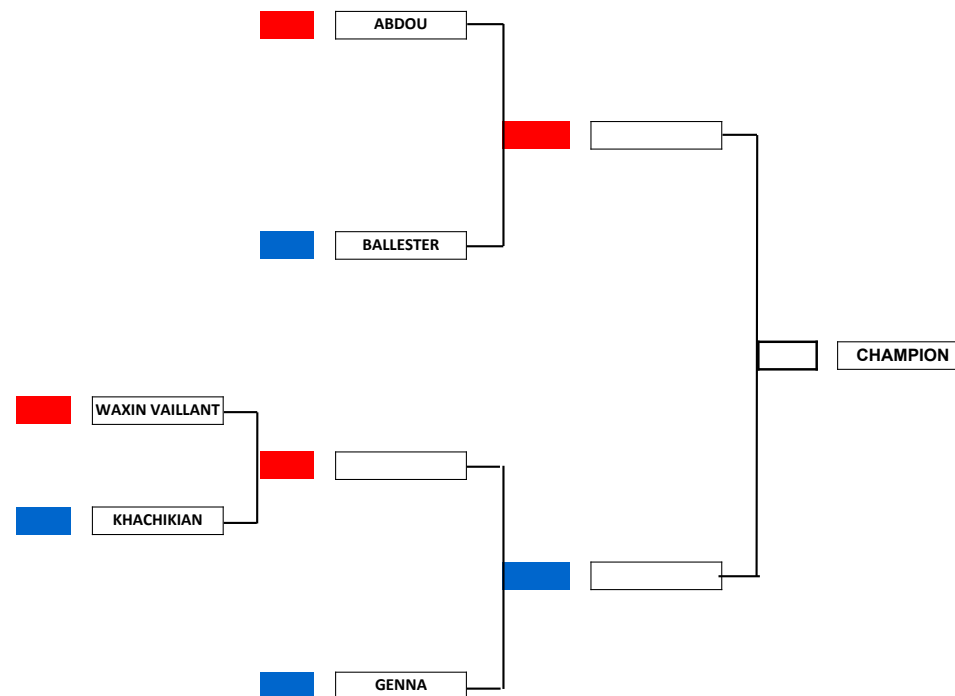 ABDOU
BALLESTER
CHAMPION
WAXIN VAILLANT
KHACHIKIAN
GENNA